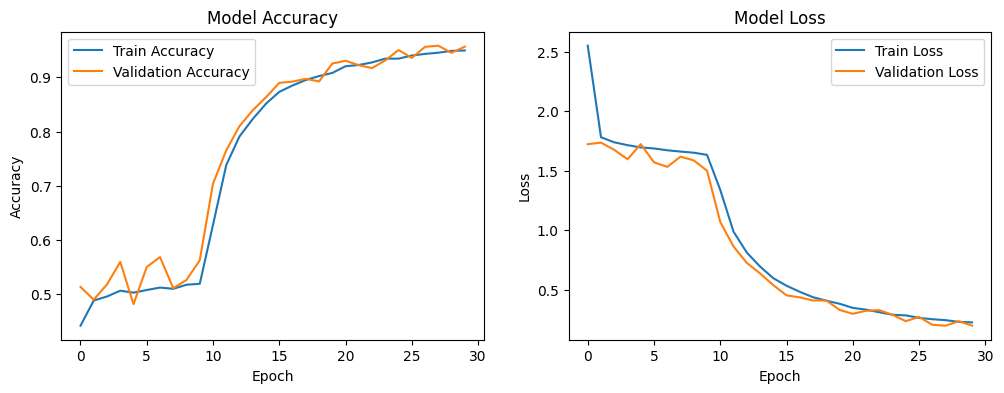 Model Accuracy
Train Accuracy
Validation Accuracy
Accuracy
0.9
0.8
0.7
0.6
0.5
0
5
10
15
20
25
30
Epoch
Model Loss
Train Loss
Validation Loss
Loss
2.5
2.0
1.5
1.0
0.5
0
5
10
15
20
25
30
Epoch